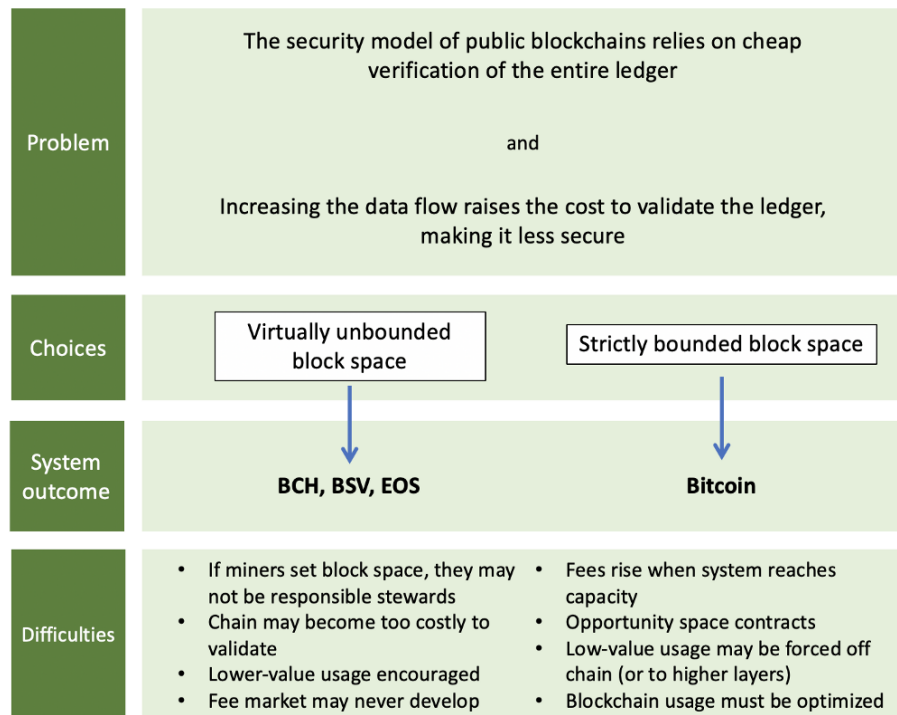 Problem
The security model of public blockchains relies on cheap
verification of the entire ledger
and
Increasing the data flow raises the cost to validate the ledger,
making it less secure
Choices
Virtually unbounded
block space
Strictly bounded block space
System
outcome
BCH, BSV, EOS
Bitcoin
Difficulties
• If miners set block space, they may
not be responsible stewards
• Chain may become too costly to
validate
• Lower-value usage encouraged
• Fee market may never develop
• Fees rise when system reaches
capacity
• Opportunity space contracts
• Low-value usage may be forced off
chain (or to higher layers)
• Blockchain usage must be optimized